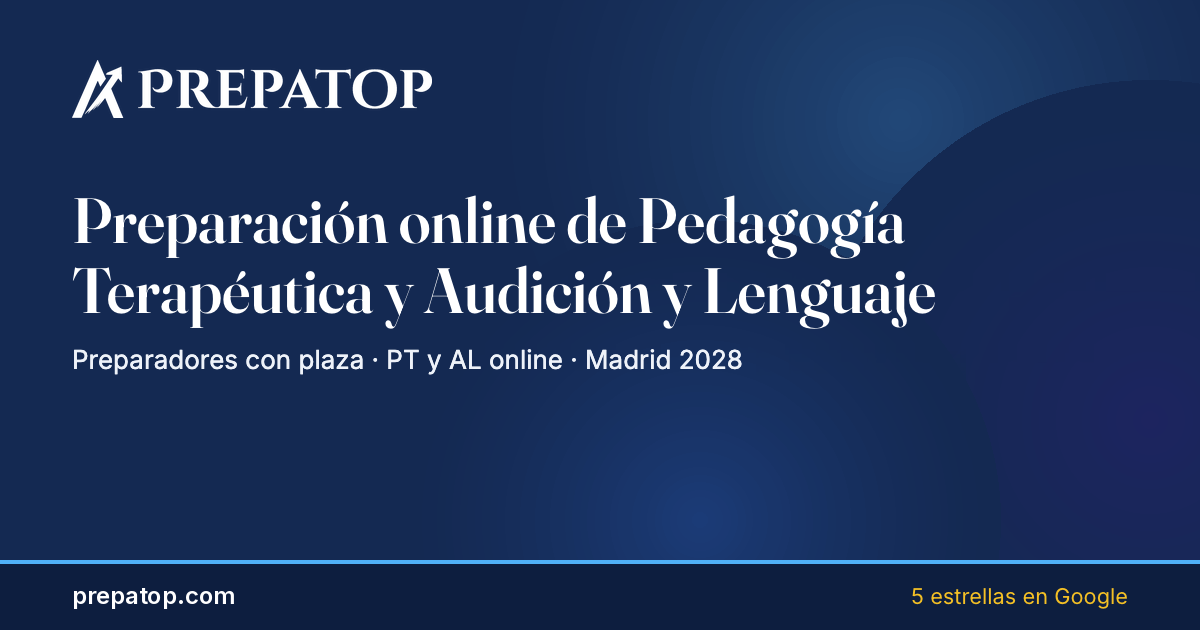 PREPATOP
Preparación online de Pedagogía
Terapéutica y Audición y Lenguaje
Preparadores con plaza · PT y AL online · Madrid 2028
prepatop.com
5 estrellas en Google